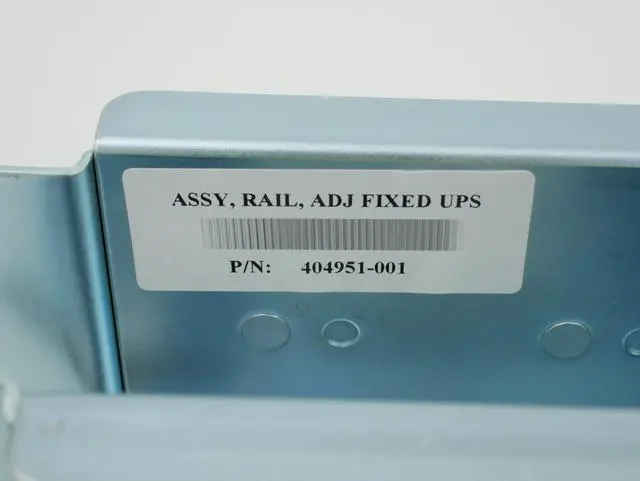 ASSY, RAIL, ADJ FIXED UPS
P/N: 404951-001